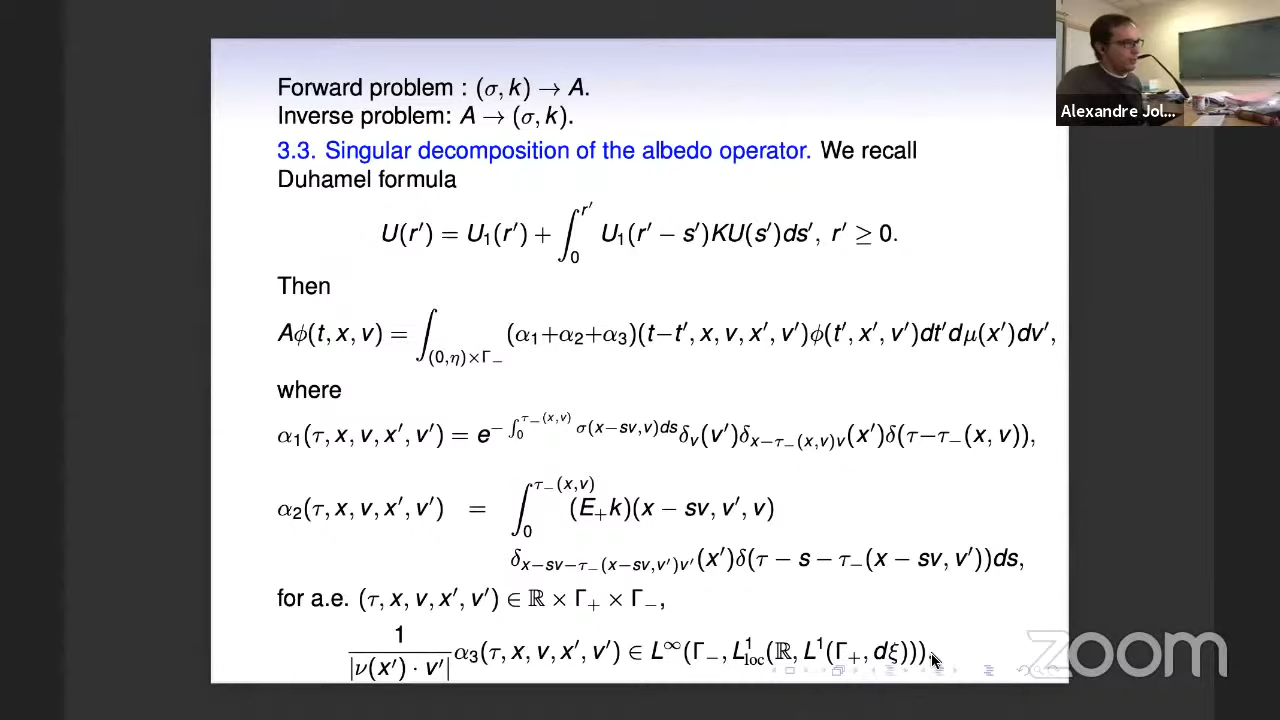 Forward problem : (σ, k) → A.
Inverse problem: A → (σ, k).
3.3. Singular decomposition of the albedo operator. We recall
Duhamel formula
U(r′) = U₁(r′) + ∫₀^{r′} U₁(r′ − s′)KU(s′)ds′, r′ ≥ 0.
Then
Aϕ(t, x, v) = ∫_{(0,η)×Γ₋} (α₁+α₂+α₃)(t−t′, x, v, x′, v′)ϕ(t′, x′, v′)dt′dμ(x′)dv′,
where
α₁(τ, x, v, x′, v′) = e^{− ∫₀^{τ₋(x,v)} σ(x−sv,v)ds} δ_v(v′)δ_{x−τ₋(x,v)v}(x′)δ(τ−τ₋(x, v)),
α₂(τ, x, v, x′, v′) = ∫₀^{τ₋(x,v)} (E₊k)(x − sv, v′, v)
δ_{x−sv−τ₋(x−sv,v′)v′}(x′)δ(τ − s − τ₋(x − sv, v′))ds,
for a.e. (τ, x, v, x′, v′) ∈ ℝ × Γ₊ × Γ₋,
1/|ν(x′) · v′| α₃(τ, x, v, x′, v′) ∈ L^∞(Γ₋, L¹_{loc}(ℝ, L¹(Γ₊, dξ))).
Alexandre Jol...
zoom